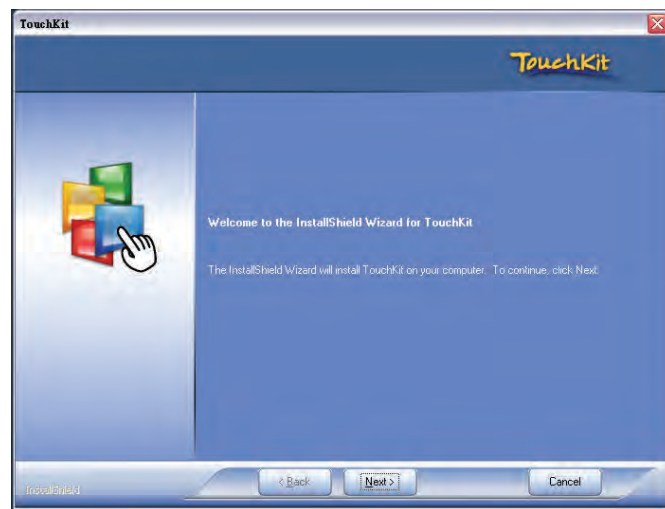 TouchKit
TouchKit
Welcome to the InstallShield Wizard for TouchKit
The InstallShield Wizard will install TouchKit on your computer. To continue, click Next.
InstallShield
< Back
Next >
Cancel